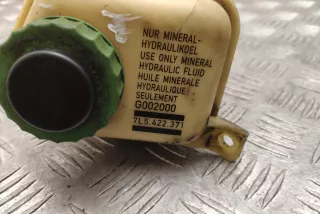 NUR MINERAL-
HYDRAULIKOEL
USE ONLY MINERAL
HYDRAULIC FLUID
HUILE MINERALE
HYDRAULIQUE
SEULEMENT
G002000
7L5.422.371